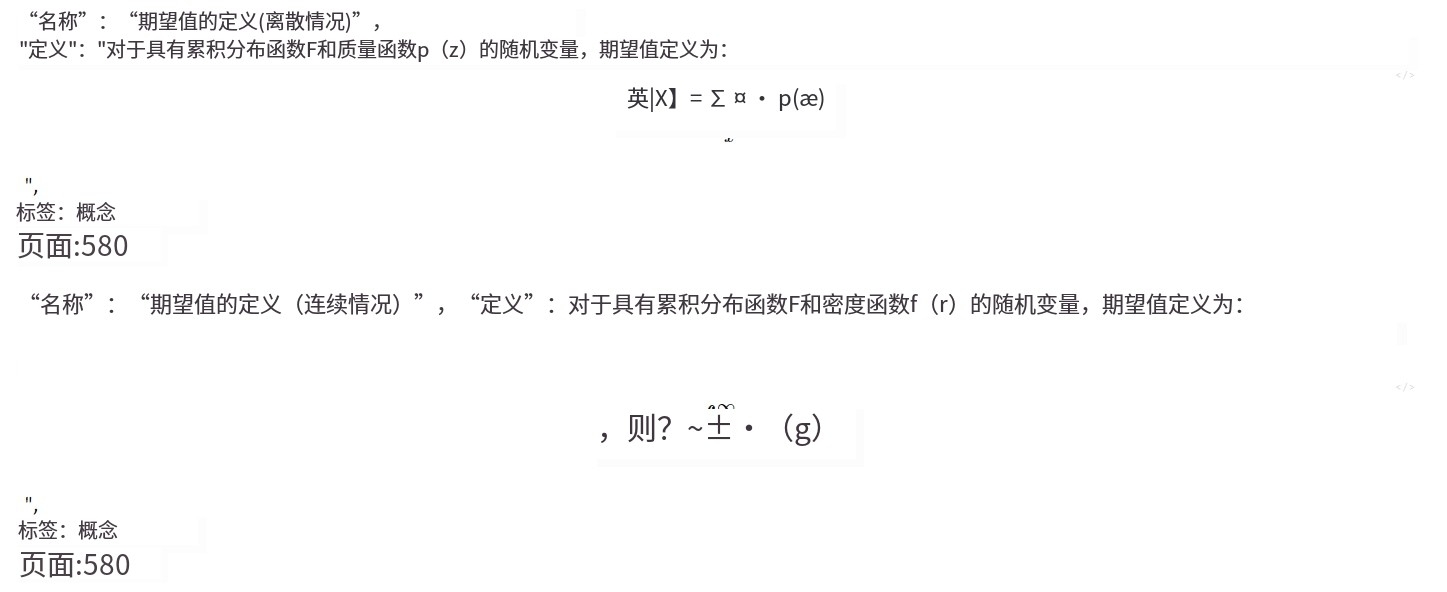 “名称”：“期望值的定义(离散情况)”，
"定义"："对于具有累积分布函数F和质量函数p（z）的随机变量，期望值定义为：
</>
英|X】= Σ ¤ · p(æ)
",
标签：概念
页面:580
“名称”：“期望值的定义（连续情况）”，“定义”：对于具有累积分布函数F和密度函数f（r）的随机变量，期望值定义为：
</>
，则？~±·（g）
",
标签：概念
页面:580